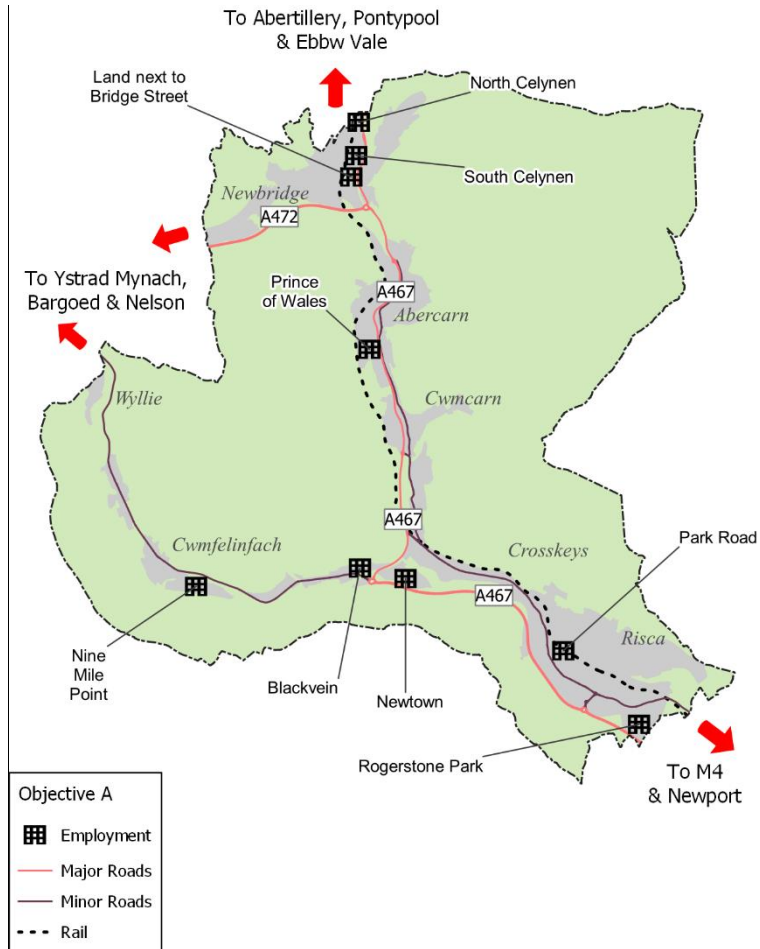 To Abertillery, Pontypool
& Ebbw Vale
Land next to
Bridge Street
North Celynen
South Celynen
Newbridge
A472
To Ystrad Mynach,
Bargoed & Nelson
Prince
of Wales
A467
Abercarn
Wyllie
Cwmcarn
A467
Cwmfelinfach
Crosskeys
Park Road
A467
Risca
Nine
Mile
Point
Blackvein
Newtown
Rogerstone Park
To M4
& Newport
Objective A
Employment
Major Roads
Minor Roads
Rail